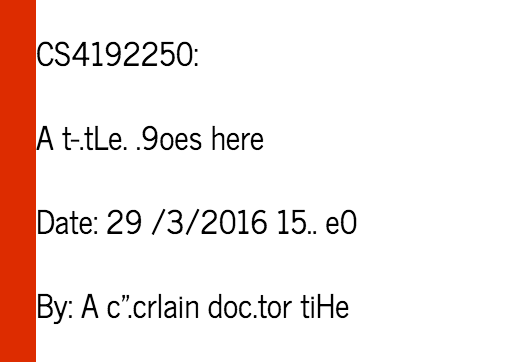 CS4192250:
A t-.tLe. .9oes here
Date: 29 /3/2016 15.. e0
By: A c”.crlain doc.tor tiHe